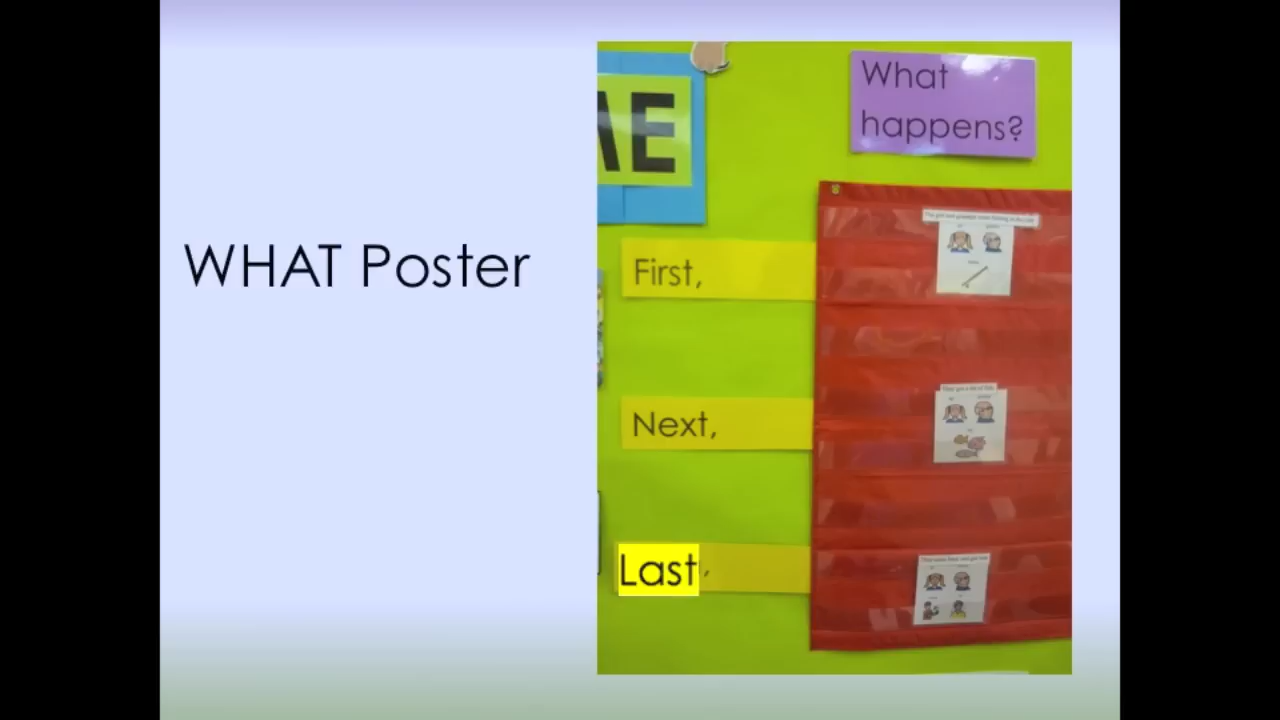 WHAT Poster
ME
What
happens?
First,
Next,
Last,